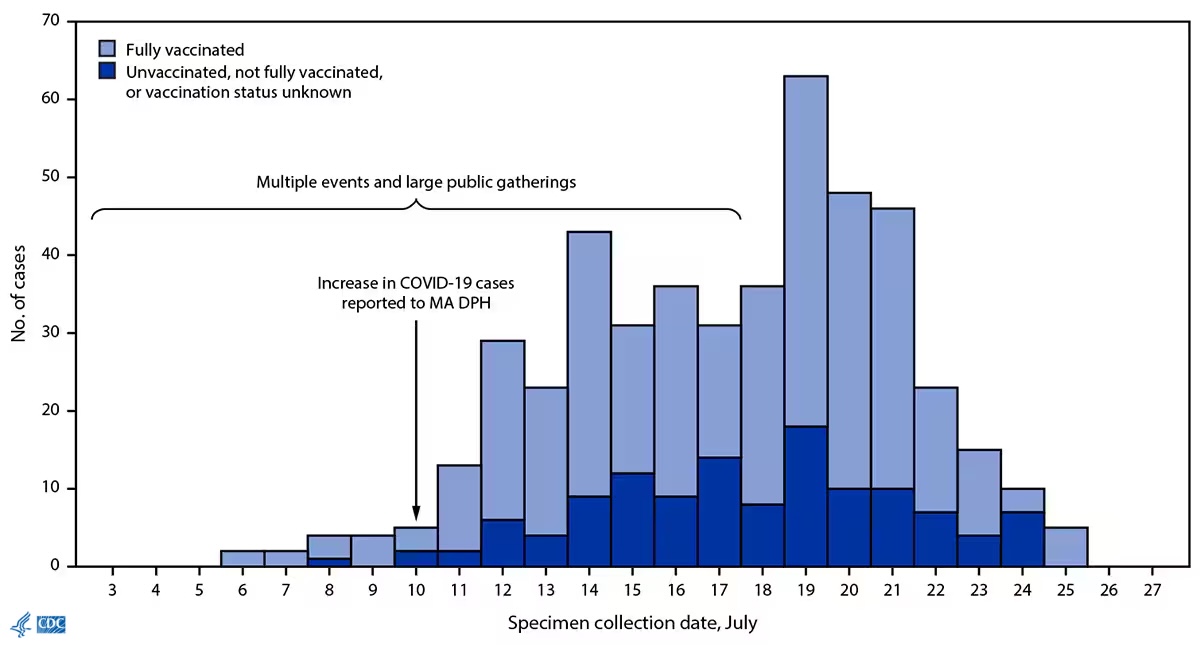 70
60
50
40
30
20
10
0
No. of cases
Fully vaccinated
Unvaccinated, not fully vaccinated,
or vaccination status unknown
Multiple events and large public gatherings
Increase in COVID-19 cases
reported to MA DPH
3 4 5 6 7 8 9 10 11 12 13 14 15 16 17 18 19 20 21 22 23 24 25 26 27
Specimen collection date, July
CDC